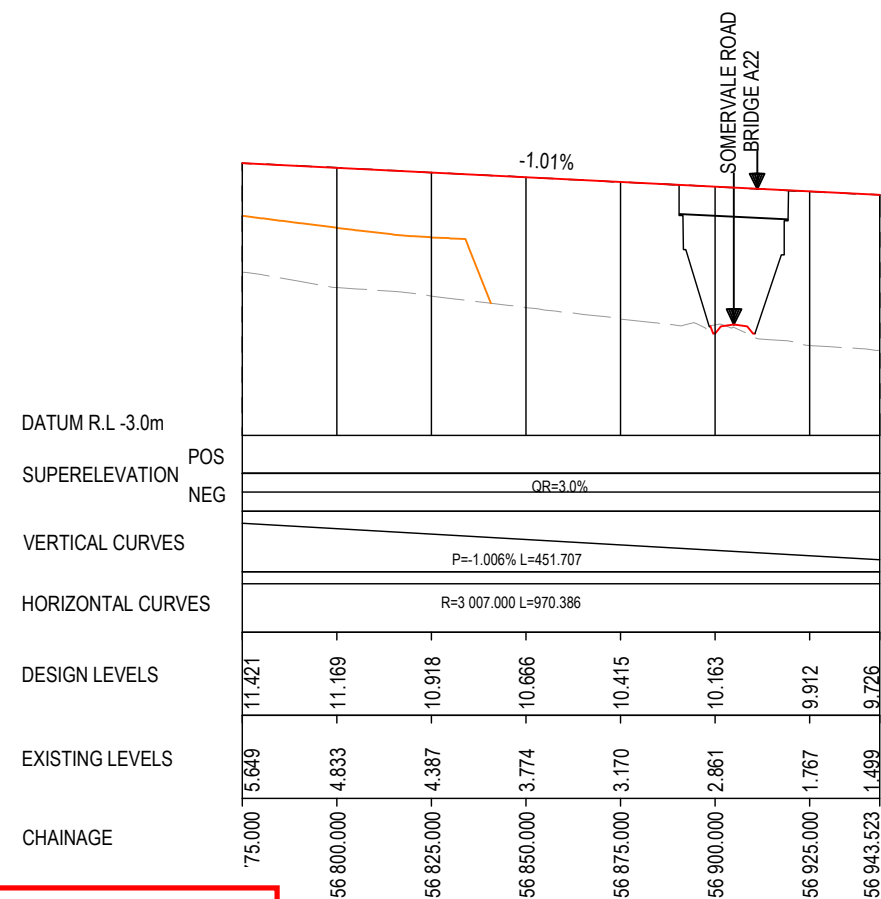 SOMERVALE ROAD
BRIDGE A22
-1.01%
DATUM R.L -3.0m
SUPERELEVATION
POS
NEG
QR=3.0%
VERTICAL CURVES
P=-1.006% L=451.707
HORIZONTAL CURVES
R=3 007.000 L=970.386
DESIGN LEVELS
11.421
11.169
10.918
10.666
10.415
10.163
9.912
9.726
EXISTING LEVELS
5.649
4.833
4.387
3.774
3.170
2.861
1.767
1.499
CHAINAGE
75.000
56 800.000
56 825.000
56 850.000
56 875.000
56 900.000
56 925.000
56 943.523